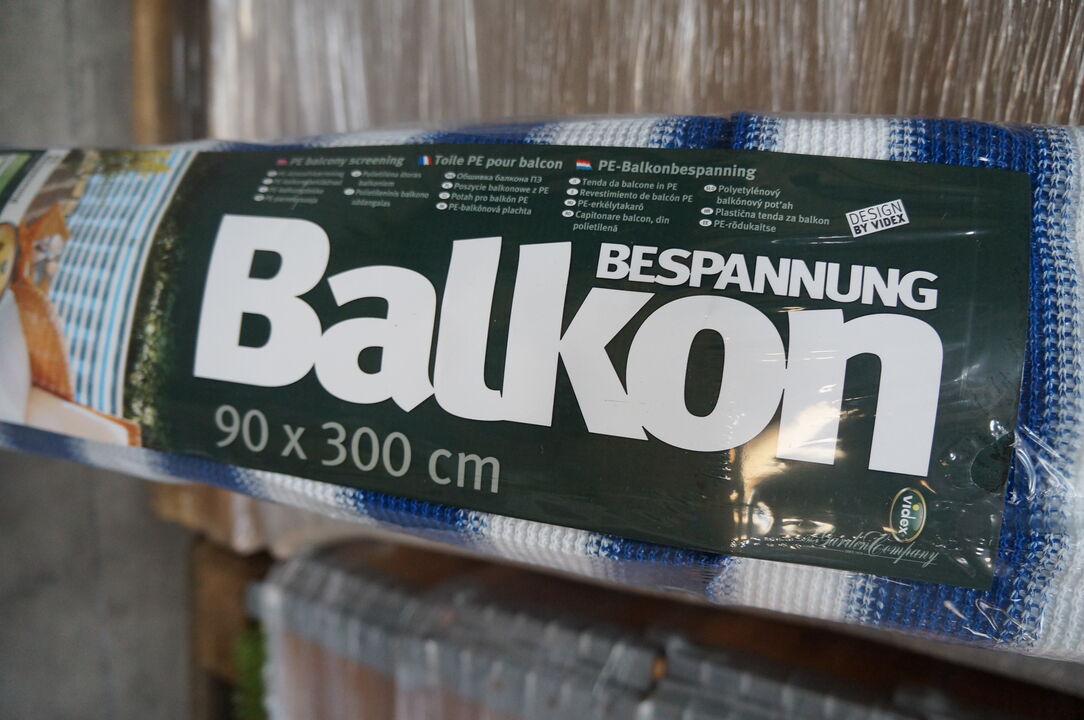 PE balcony screening
Toile PE pour balcon
PE-Balkonbespanning
Polietilena štoras
balkoniem
Polietileninis balkono
uždangalas
Обшивка балкона ПЭ
Poszycie balkonowe z PE
Potah pro balkón PE
PE-balkónová plachta
Tenda da balcone in PE
Revestimiento de balcón PE
PE-erkélytakaró
Capitonare balcon, din
polietilenă
Polyetylénový
balkónový poťah
Plastična tenda za balkon
PE-rõdukaitse
DESIGN
BY VIDEX
BESPANNUNG
Balkon
90 x 300 cm
videx
Garden Company